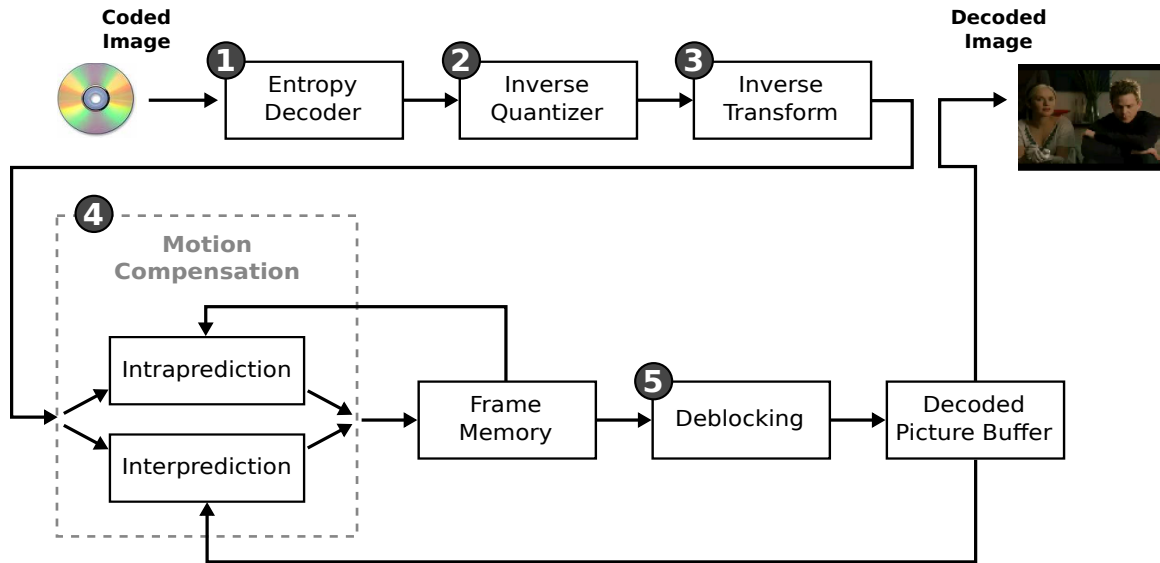 Coded
Image
Decoded
Image
1
Entropy
Decoder
2
Inverse
Quantizer
3
Inverse
Transform
4
Motion
Compensation
Intraprediction
Interprediction
Frame
Memory
5
Deblocking
Decoded
Picture Buffer